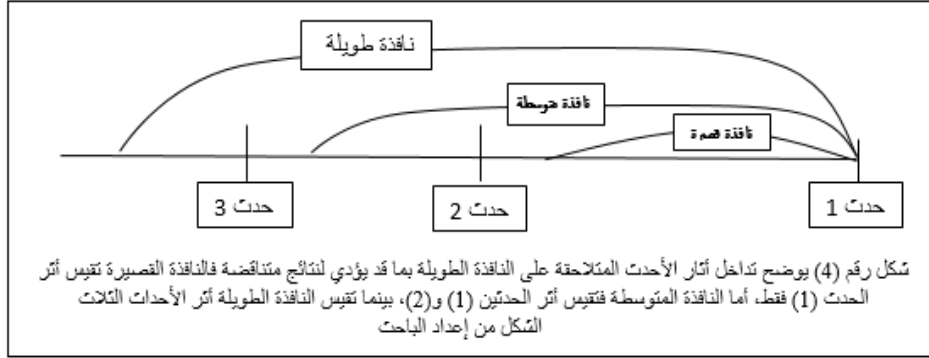 نافذة طويلة
نافذة متوسطة
نافذة قصيرة
حدث 1
حدث 2
حدث 3
شكل رقم (4) يوضح تداخل أثار الأحدث المتلاحقة على النافذة الطويلة بما قد يؤدي لنتائج متناقضة فالنافذة القصيرة تقيس أثر
الحدث (1) فقط، أما النافذة المتوسطة فتقيس أثر الحدثين (1) و(2)، بينما تقيس النافذة الطويلة أثر الأحداث الثلاث
الشكل من إعداد الباحث